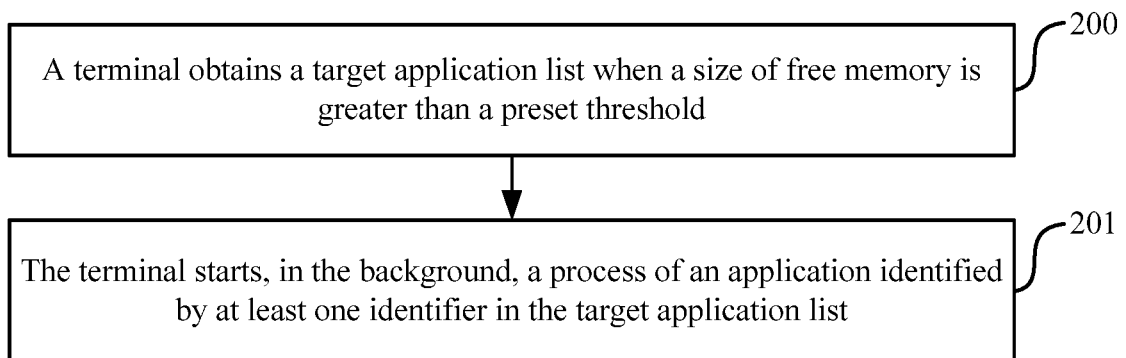 200
A terminal obtains a target application list when a size of free memory is
greater than a preset threshold
201
The terminal starts, in the background, a process of an application identified
by at least one identifier in the target application list